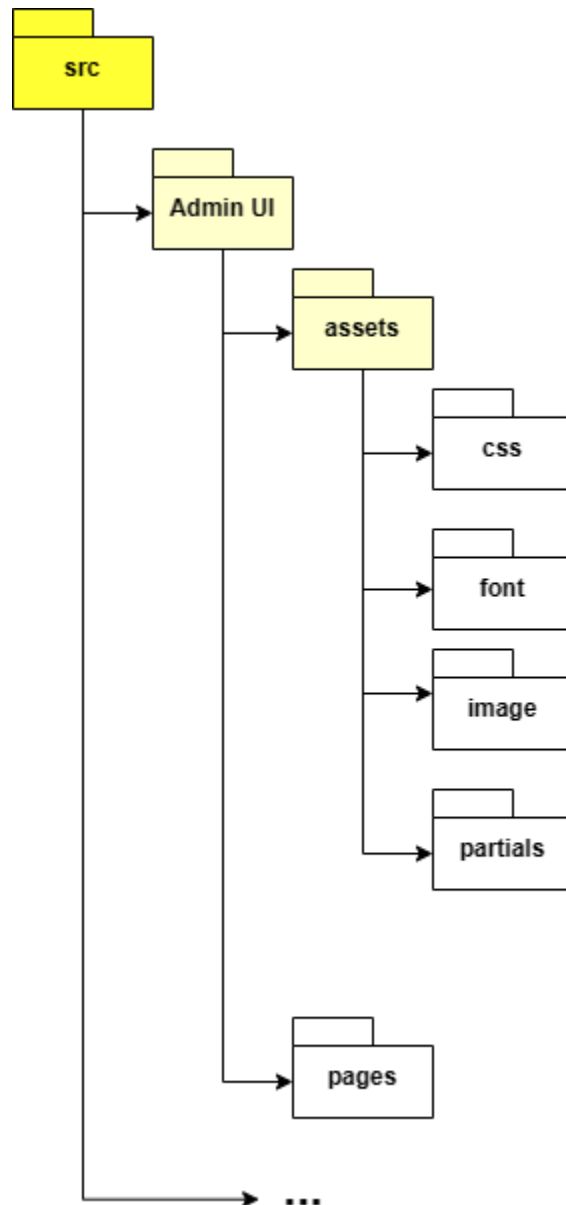 src
Admin UI
assets
css
font
image
partials
pages
...